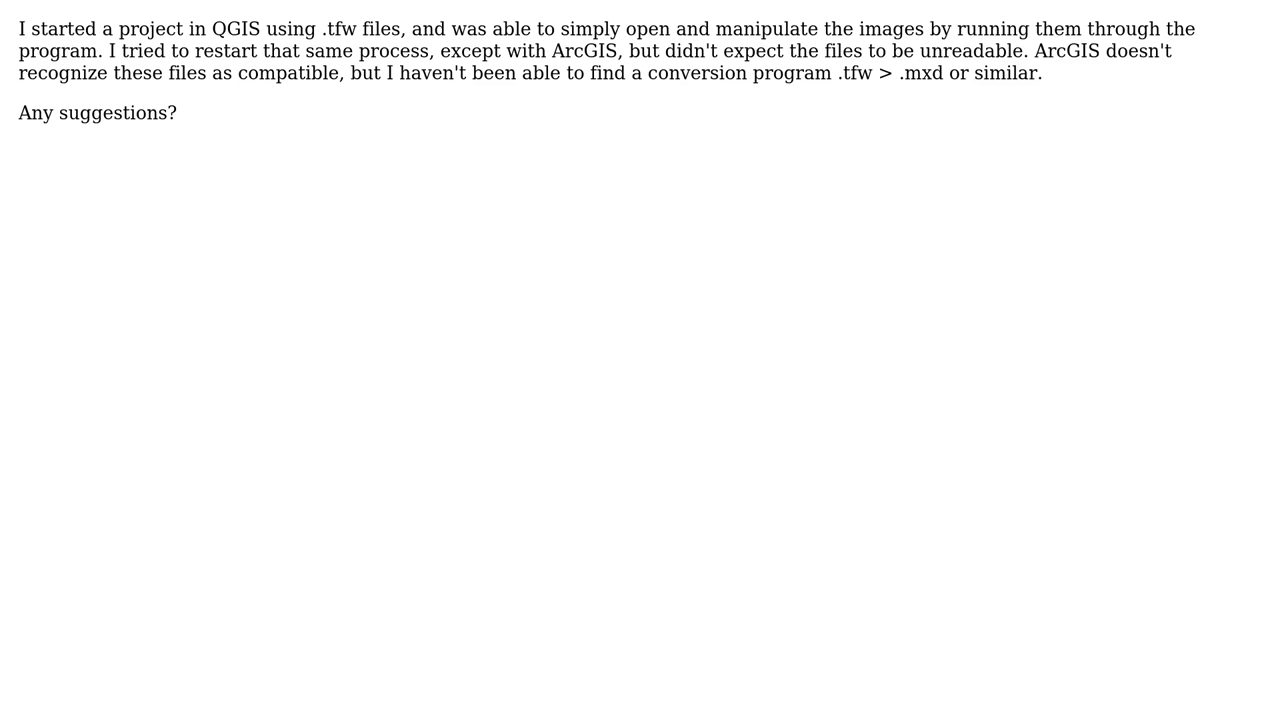 I started a project in QGIS using .tfw files, and was able to simply open and manipulate the images by running them through the
program. I tried to restart that same process, except with ArcGIS, but didn't expect the files to be unreadable. ArcGIS doesn't
recognize these files as compatible, but I haven't been able to find a conversion program .tfw > .mxd or similar.
Any suggestions?